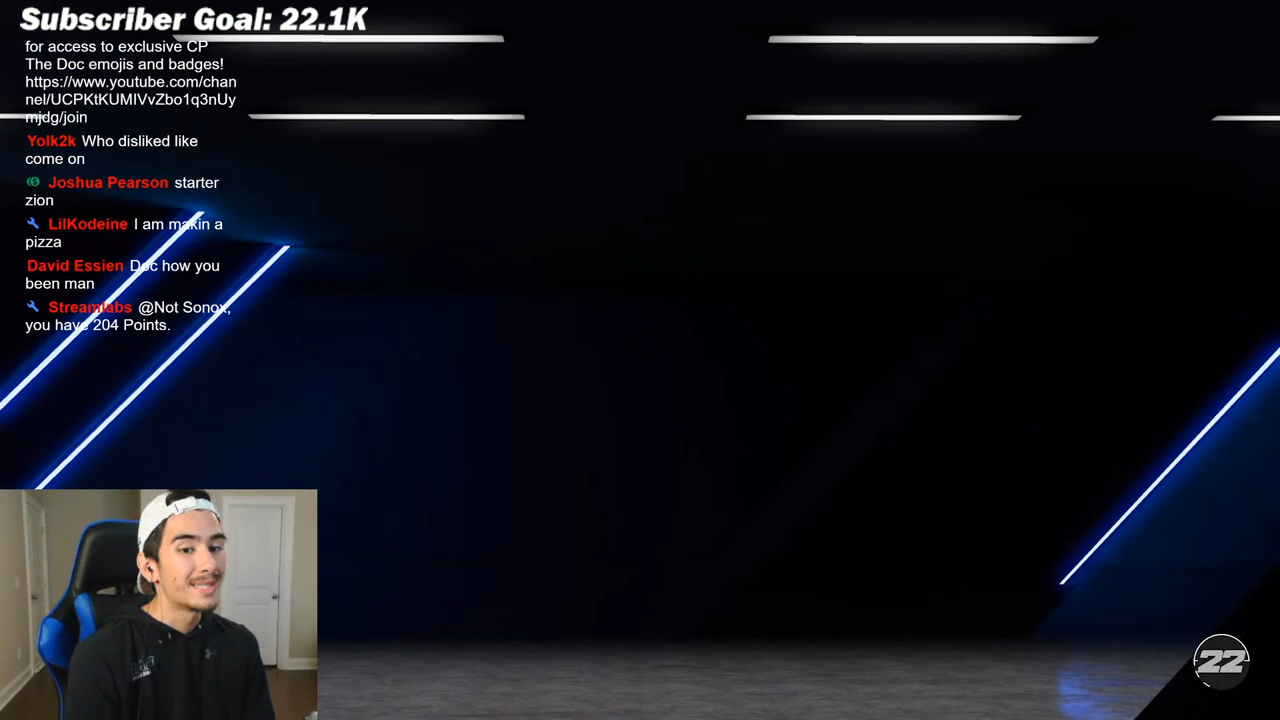 Subscriber Goal: 22.1K
for access to exclusive CP
The Doc emojis and badges!
https://www.youtube.com/chan
nel/UCPKtKUMIVvZbo1q3nUy
mjdg/join
Yolk2k Who disliked like
come on
Joshua Pearson starter
zion
LilKodeine I am makin a
pizza
David Essien Doc how you
been man
Streamlabs @Not Sonox,
you have 204 Points.
22